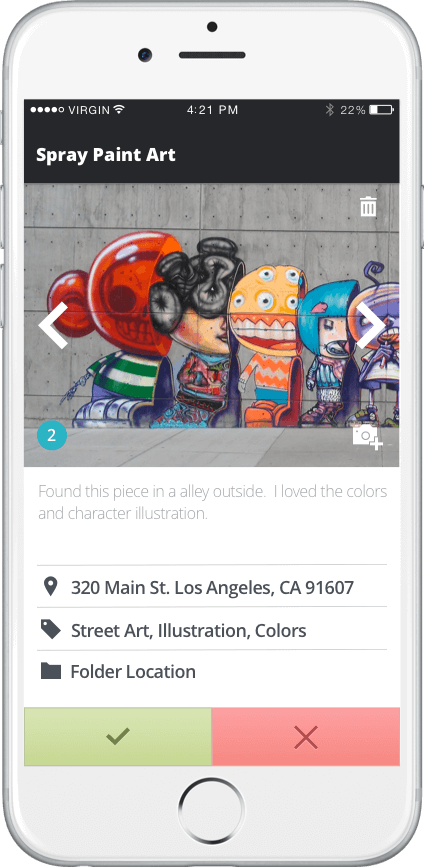 VIRGIN 4:21 PM 22%
Spray Paint Art
2
Found this piece in a alley outside. I loved the colors
and character illustration.
320 Main St. Los Angeles, CA 91607
Street Art, Illustration, Colors
Folder Location